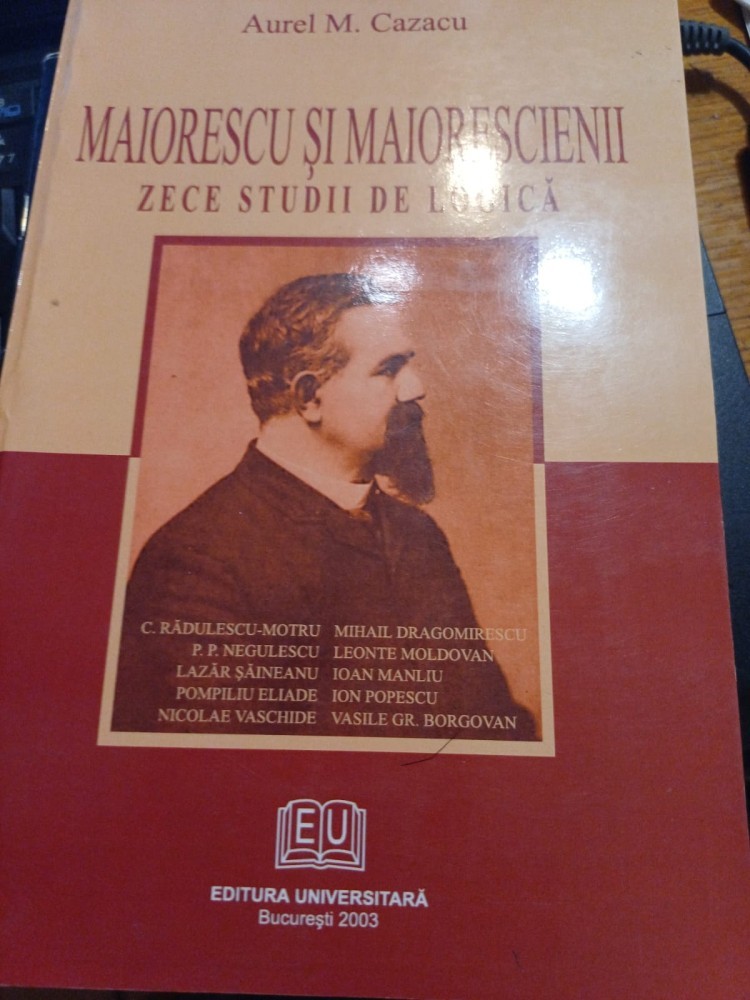 Aurel M. Cazacu
MAIORESCU ȘI MAIORESCIENII
ZECE STUDII DE LOGICĂ
C. RĂDULESCU-MOTRU MIHAIL DRAGOMIRESCU
P. P. NEGULESCU LEONTE MOLDOVAN
LAZĂR ȘĂINEANU IOAN MANLIU
POMPILIU ELIADE ION POPESCU
NICOLAE VASCHIDE VASILE GR. BORGOVAN
EU
EDITURA UNIVERSITARĂ
București 2003